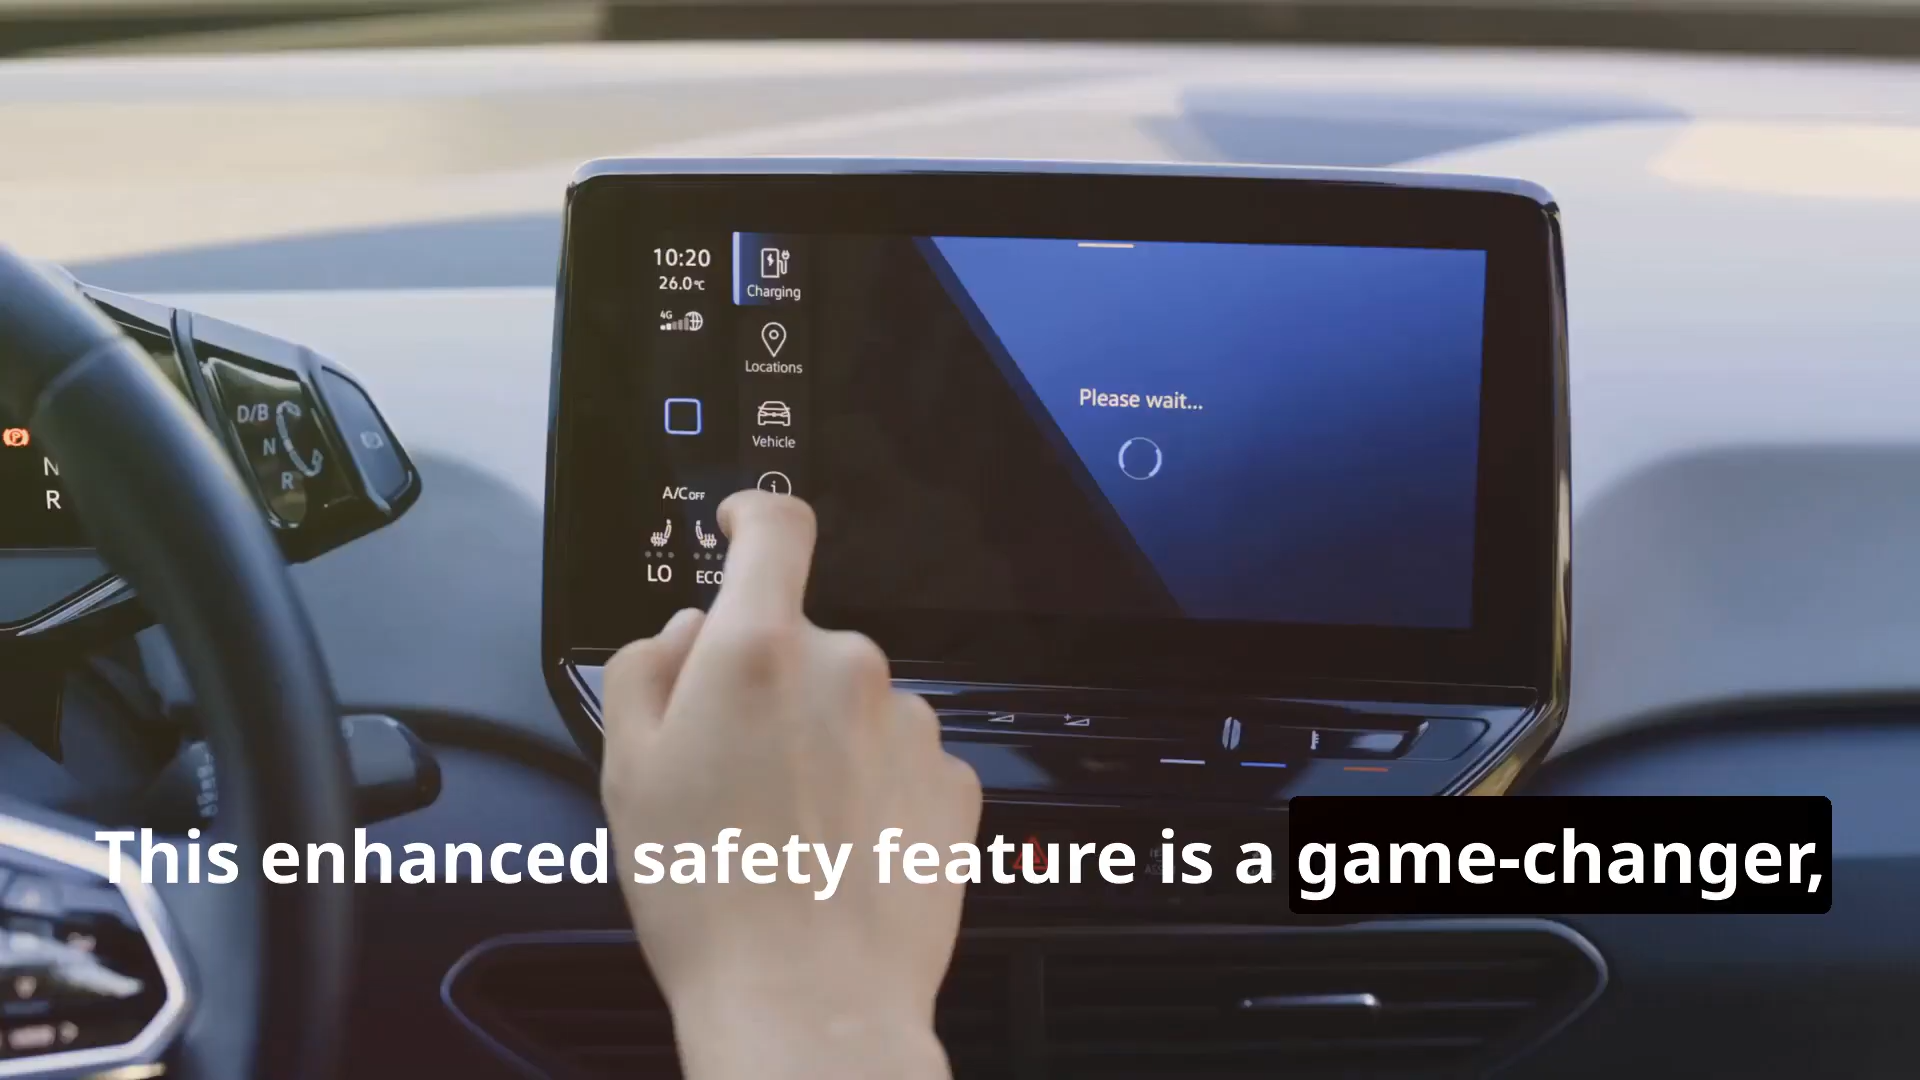 10:20
26.0°C
4G
Charging
Locations
Vehicle
Please wait...
D/B
N
R
N
R
A/C OFF
LO
ECO
This enhanced safety feature is a game-changer,